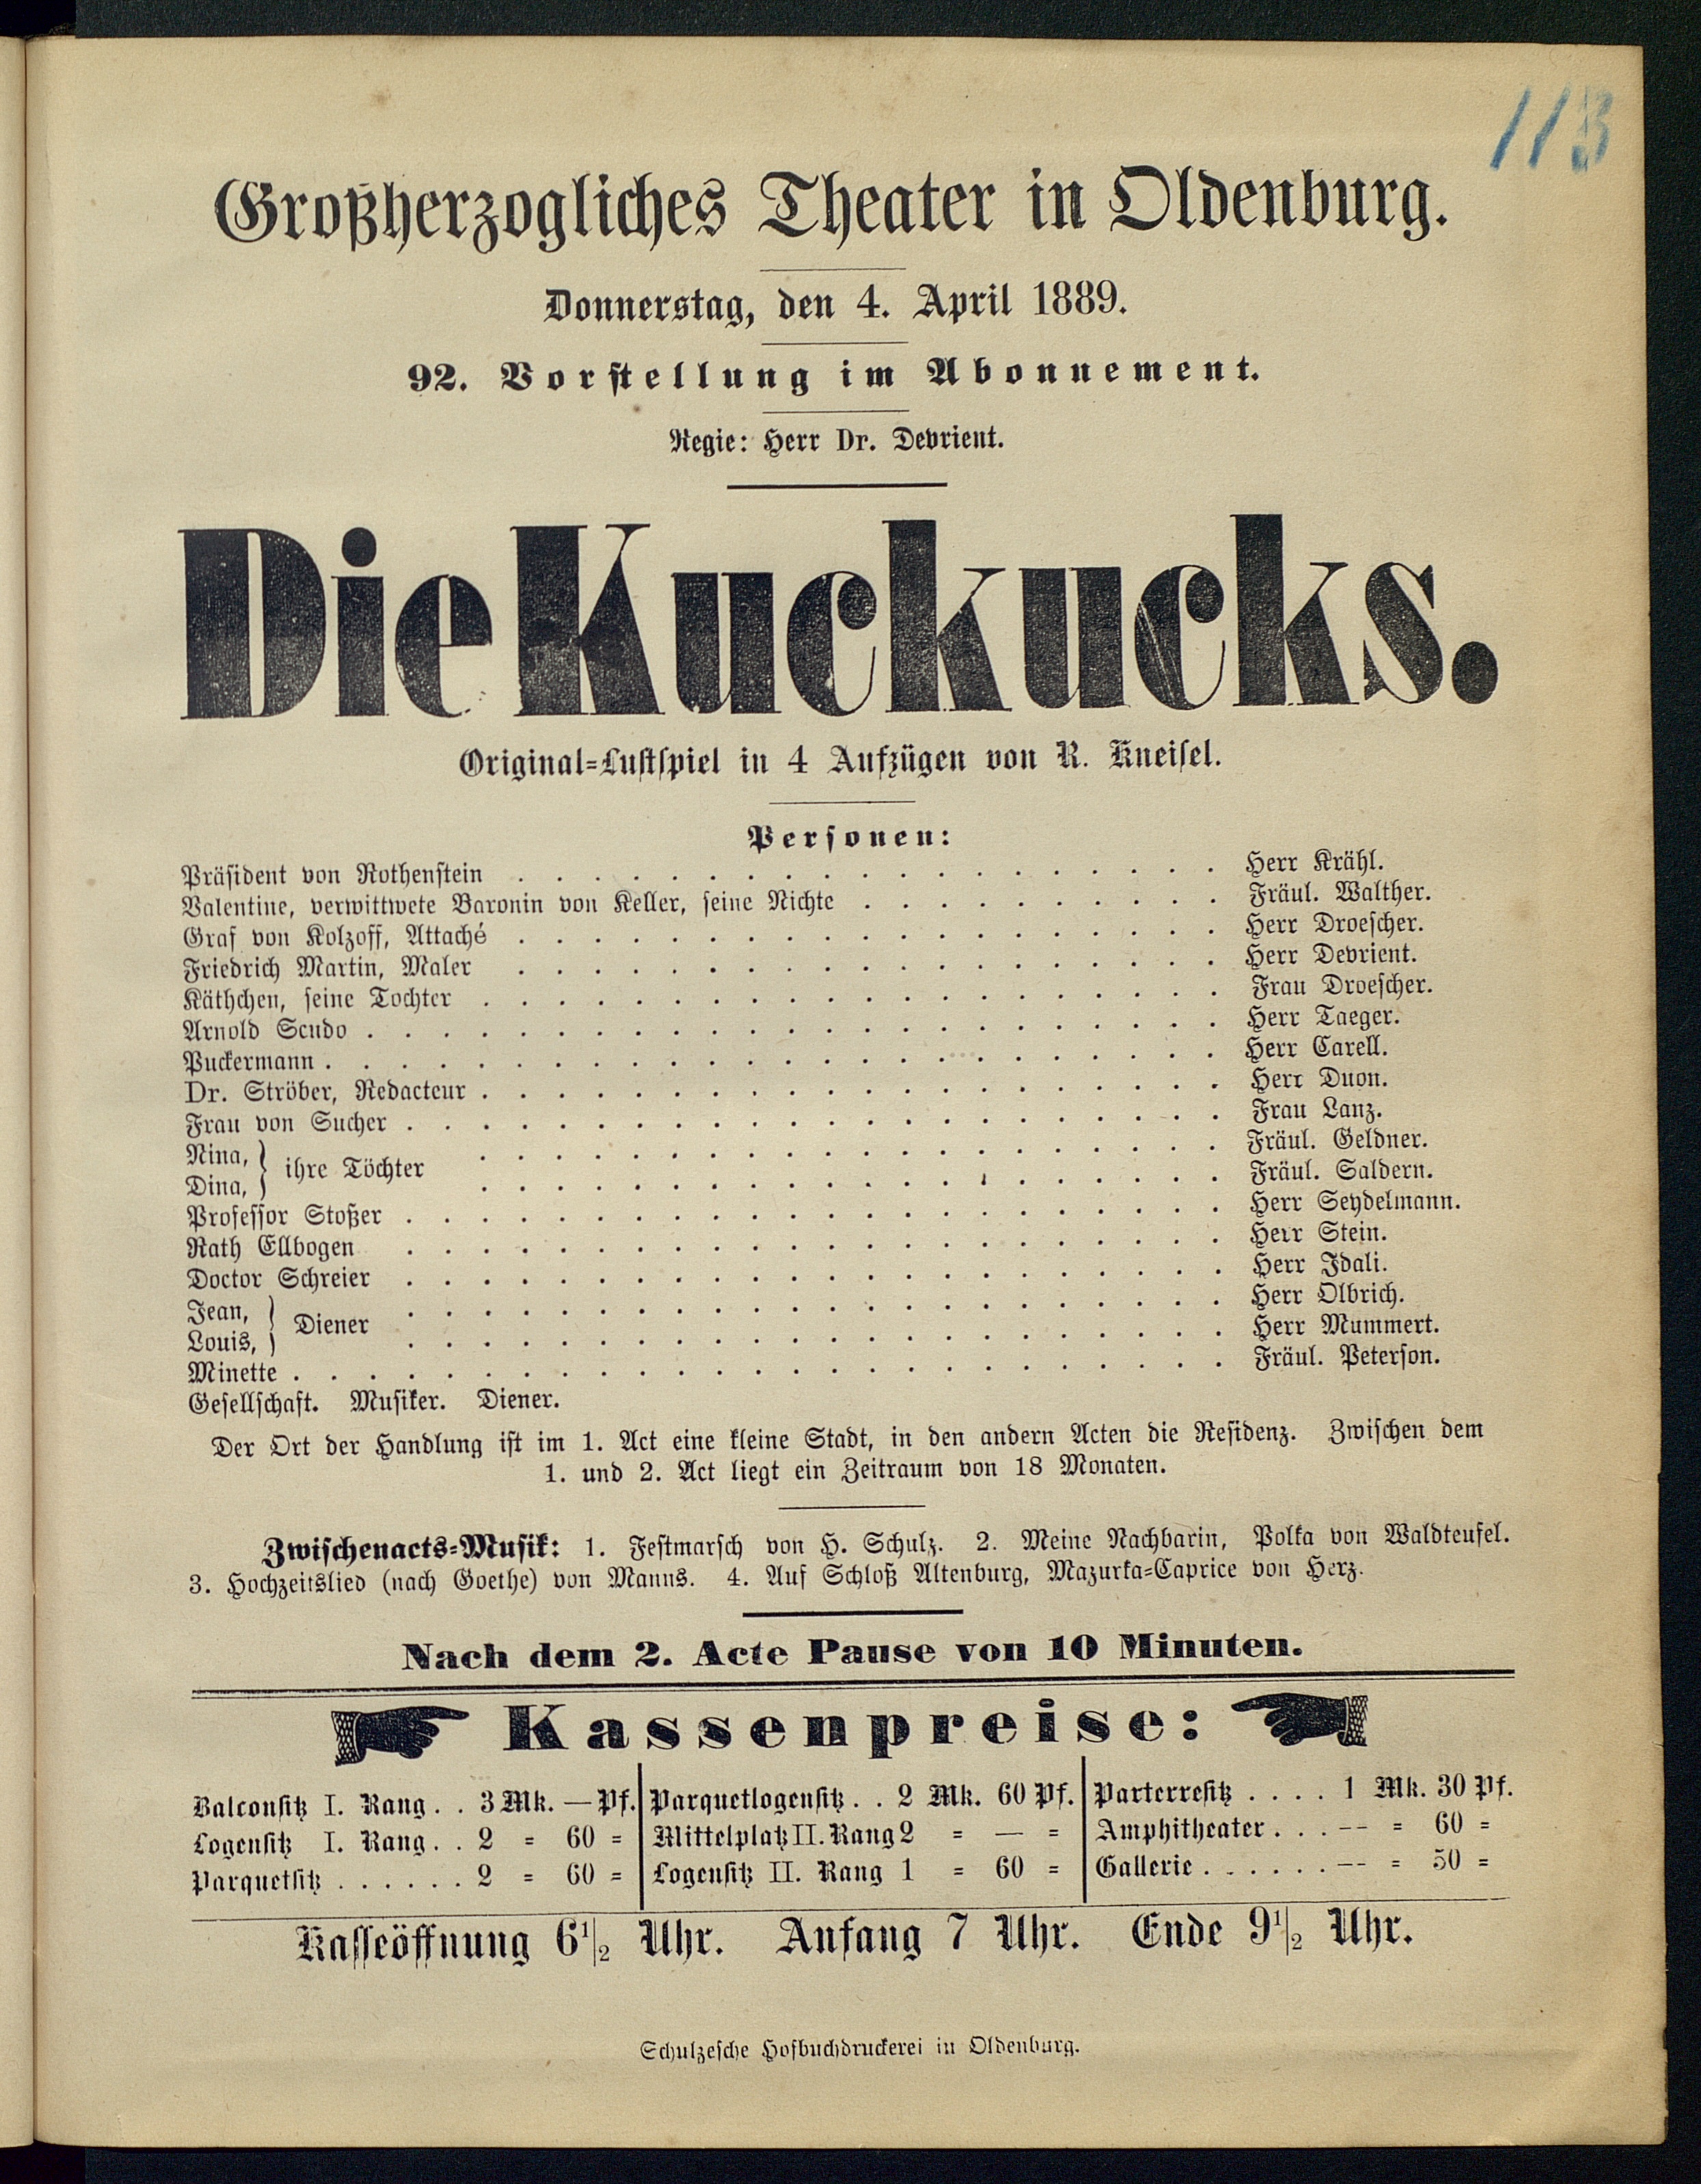 113
Großherzogliches Theater in Oldenburg.
Donnerstag, den 4. April 1889.
92. Vorstellung im Abonnement.
Regie: Herr Dr. Devrient.
Die Kuckucks.
Original-Lustspiel in 4 Aufzügen von R. Kneisel.
Personen:
Präsident von Rothenstein . . . . . Herr Krähl.
Valentine, verwittwete Baronin von Keller, seine Nichte . . . . . Fräul. Walther.
Graf von Kolzoff, Attaché . . . . . Herr Droescher.
Friedrich Martin, Maler . . . . . Herr Devrient.
Käthchen, seine Tochter . . . . . Frau Droescher.
Arnold Scudo . . . . . Herr Taeger.
Puckermann . . . . . Herr Carell.
Dr. Ströber, Redacteur . . . . . Herr Duon.
Frau von Sucher . . . . . Frau Lanz.
Nina, } ihre Töchter . . . . . Fräul. Geldner.
Dina, } . . . . . Fräul. Saldern.
Professor Stoßer . . . . . Herr Seydelmann.
Rath Ellbogen . . . . . Herr Stein.
Doctor Schreier . . . . . Herr Idali.
Jean, } Diener . . . . . Herr Olbrich.
Louis, } . . . . . Herr Mummert.
Minette . . . . . Fräul. Peterson.
Gesellschaft. Musiker. Diener.
Der Ort der Handlung ist im 1. Act eine kleine Stadt, in den andern Acten die Residenz. Zwischen dem
1. und 2. Act liegt ein Zeitraum von 18 Monaten.
Zwischenacts-Musik: 1. Festmarsch von H. Schulz. 2. Meine Nachbarin, Polka von Waldteufel.
3. Hochzeitslied (nach Goethe) von Manns. 4. Auf Schloß Altenburg, Mazurka-Caprice von Herz.
Nach dem 2. Acte Pause von 10 Minuten.
Kassenpreise:
Balconsitz I. Rang . . 3 Mk. — Pf.
Logensitz I. Rang . . 2 = 60 =
Parquetsitz . . . . . . 2 = 60 =
Parquetlogensitz . . 2 Mk. 60 Pf.
Mittelplatz II. Rang 2 = — =
Logensitz II. Rang 1 = 60 =
Parterresitz . . . . 1 Mk. 30 Pf.
Amphitheater . . . -- = 60 =
Gallerie . . . . . . -- = 50 =
Kasseöffnung 6 1/2 Uhr. Anfang 7 Uhr. Ende 9 1/2 Uhr.
Schulzesche Hofbuchdruckerei in Oldenburg.